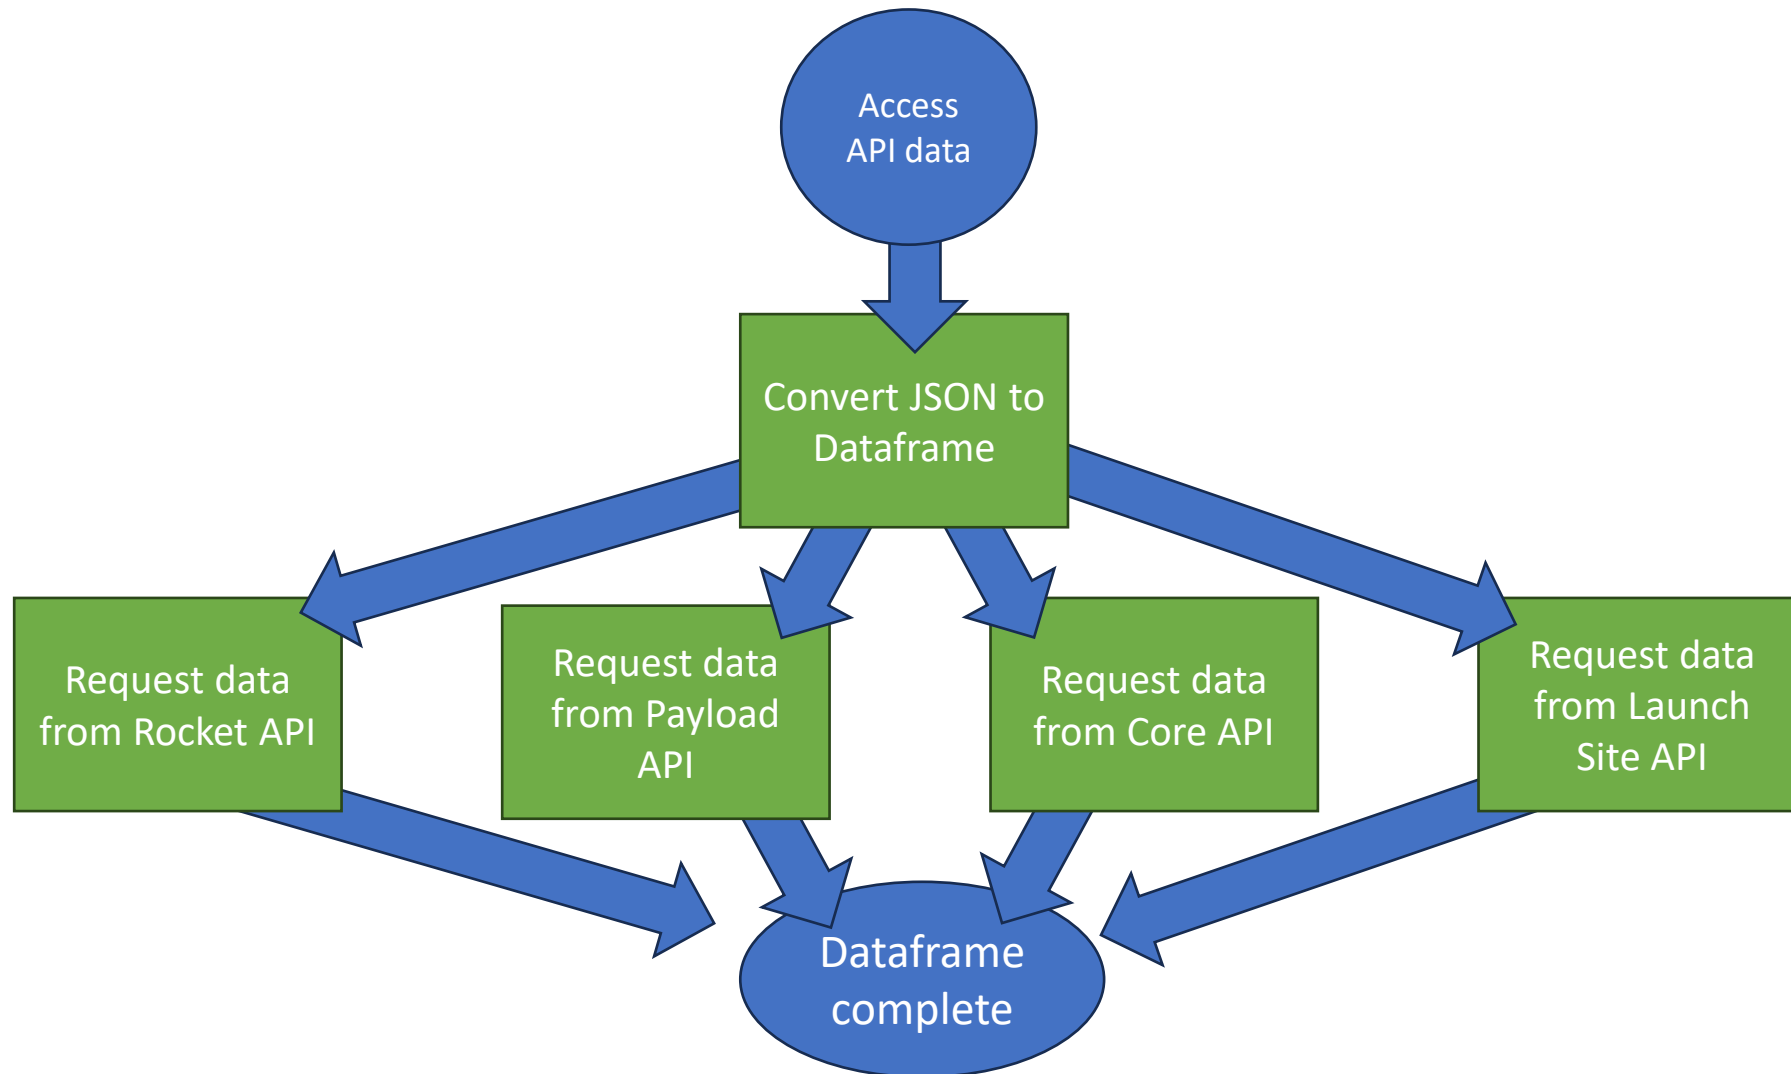 Access
API data
Convert JSON to
Dataframe
Request data
from Rocket API
Request data
from Payload
API
Request data
from Core API
Request data
from Launch
Site API
Dataframe
complete